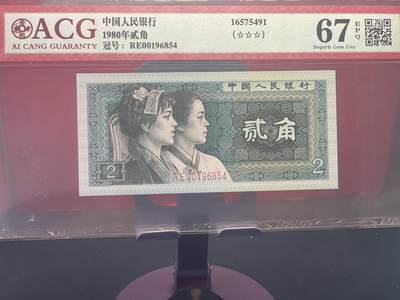 ACG
AI CANG GUARANTY
中国人民银行
1980年贰角
冠号：RE00196854
16575491
(☆☆☆)
67 EPQ
Superb Gem Unc
中国人民银行
贰角
2
RE00196854
2